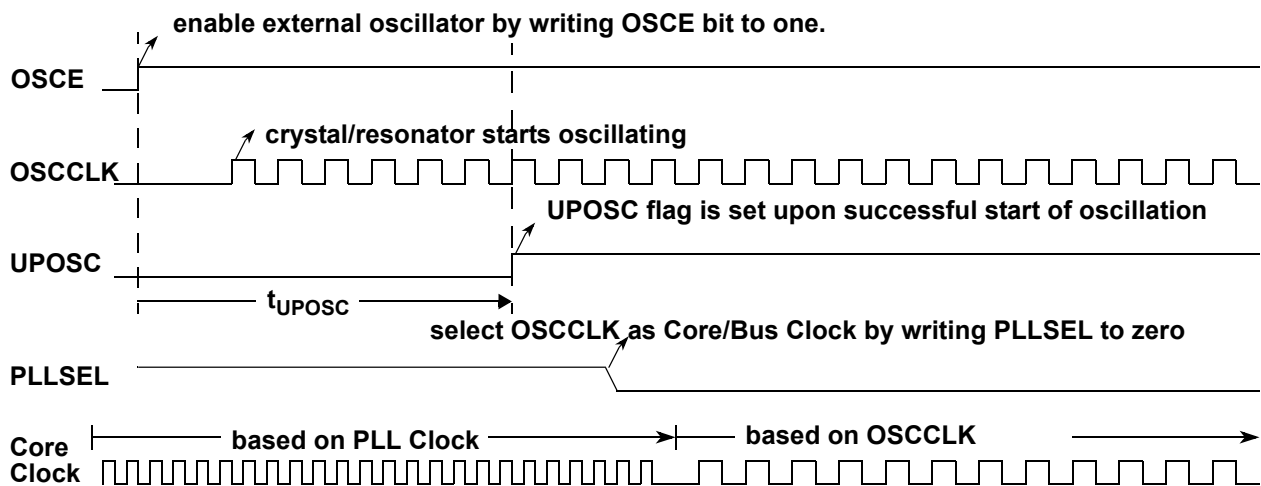 enable external oscillator by writing OSCE bit to one.
OSCE
crystal/resonator starts oscillating
OSCCLK
UPOSC flag is set upon successful start of oscillation
UPOSC
tUPOSC
select OSCCLK as Core/Bus Clock by writing PLLSEL to zero
PLLSEL
Core
Clock
based on PLL Clock
based on OSCCLK